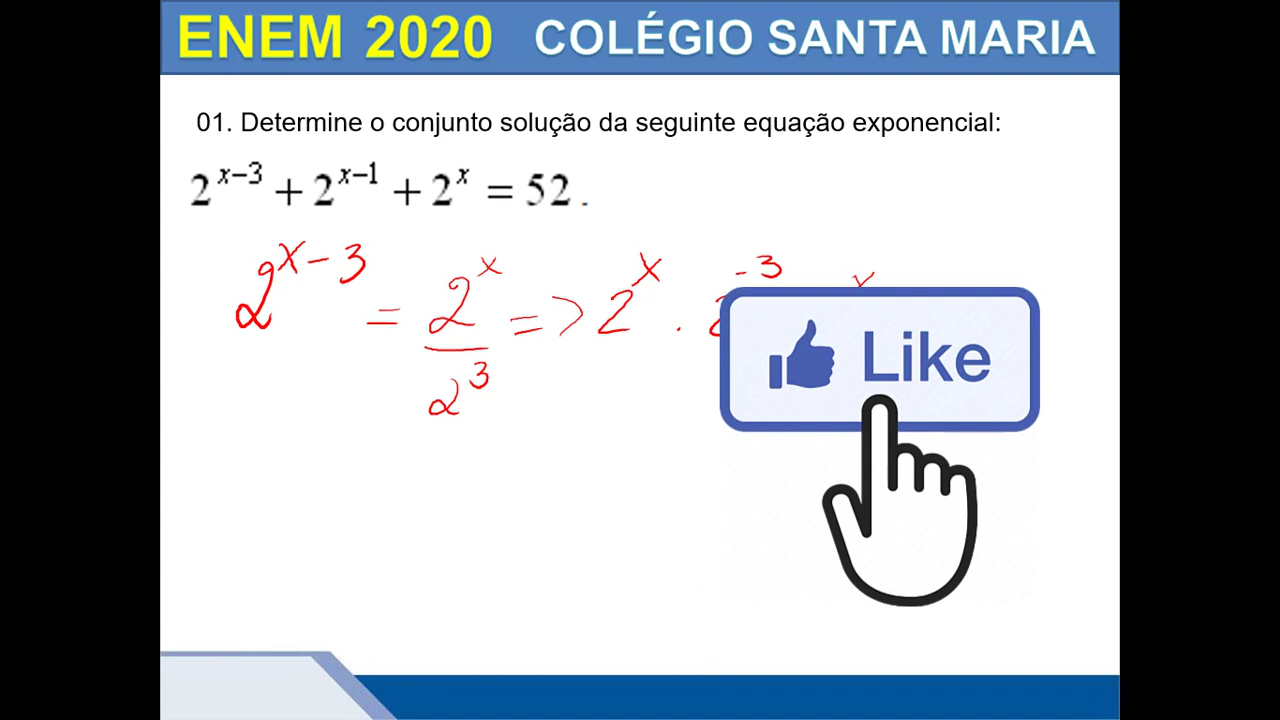 ENEM 2020 COLÉGIO SANTA MARIA
01. Determine o conjunto solução da seguinte equação exponencial:
2^{x-3} + 2^{x-1} + 2^x = 52.
2^{x-3} = 2^x / 2^3 => 2^x . ^{-3}
Like